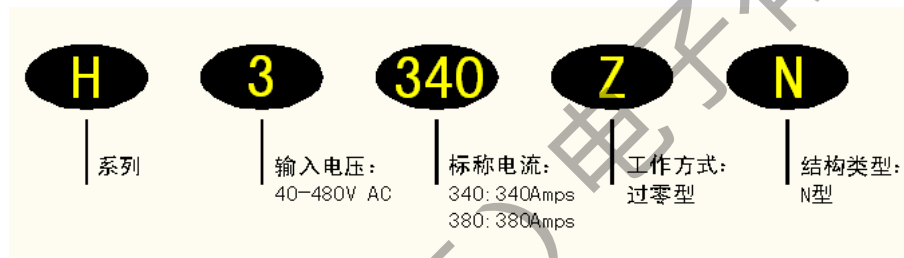 H 3 340 Z N
系列
输入电压：
40-480V AC
标称电流：
340：340Amps
380：380Amps
工作方式：
过零型
结构类型：
N型